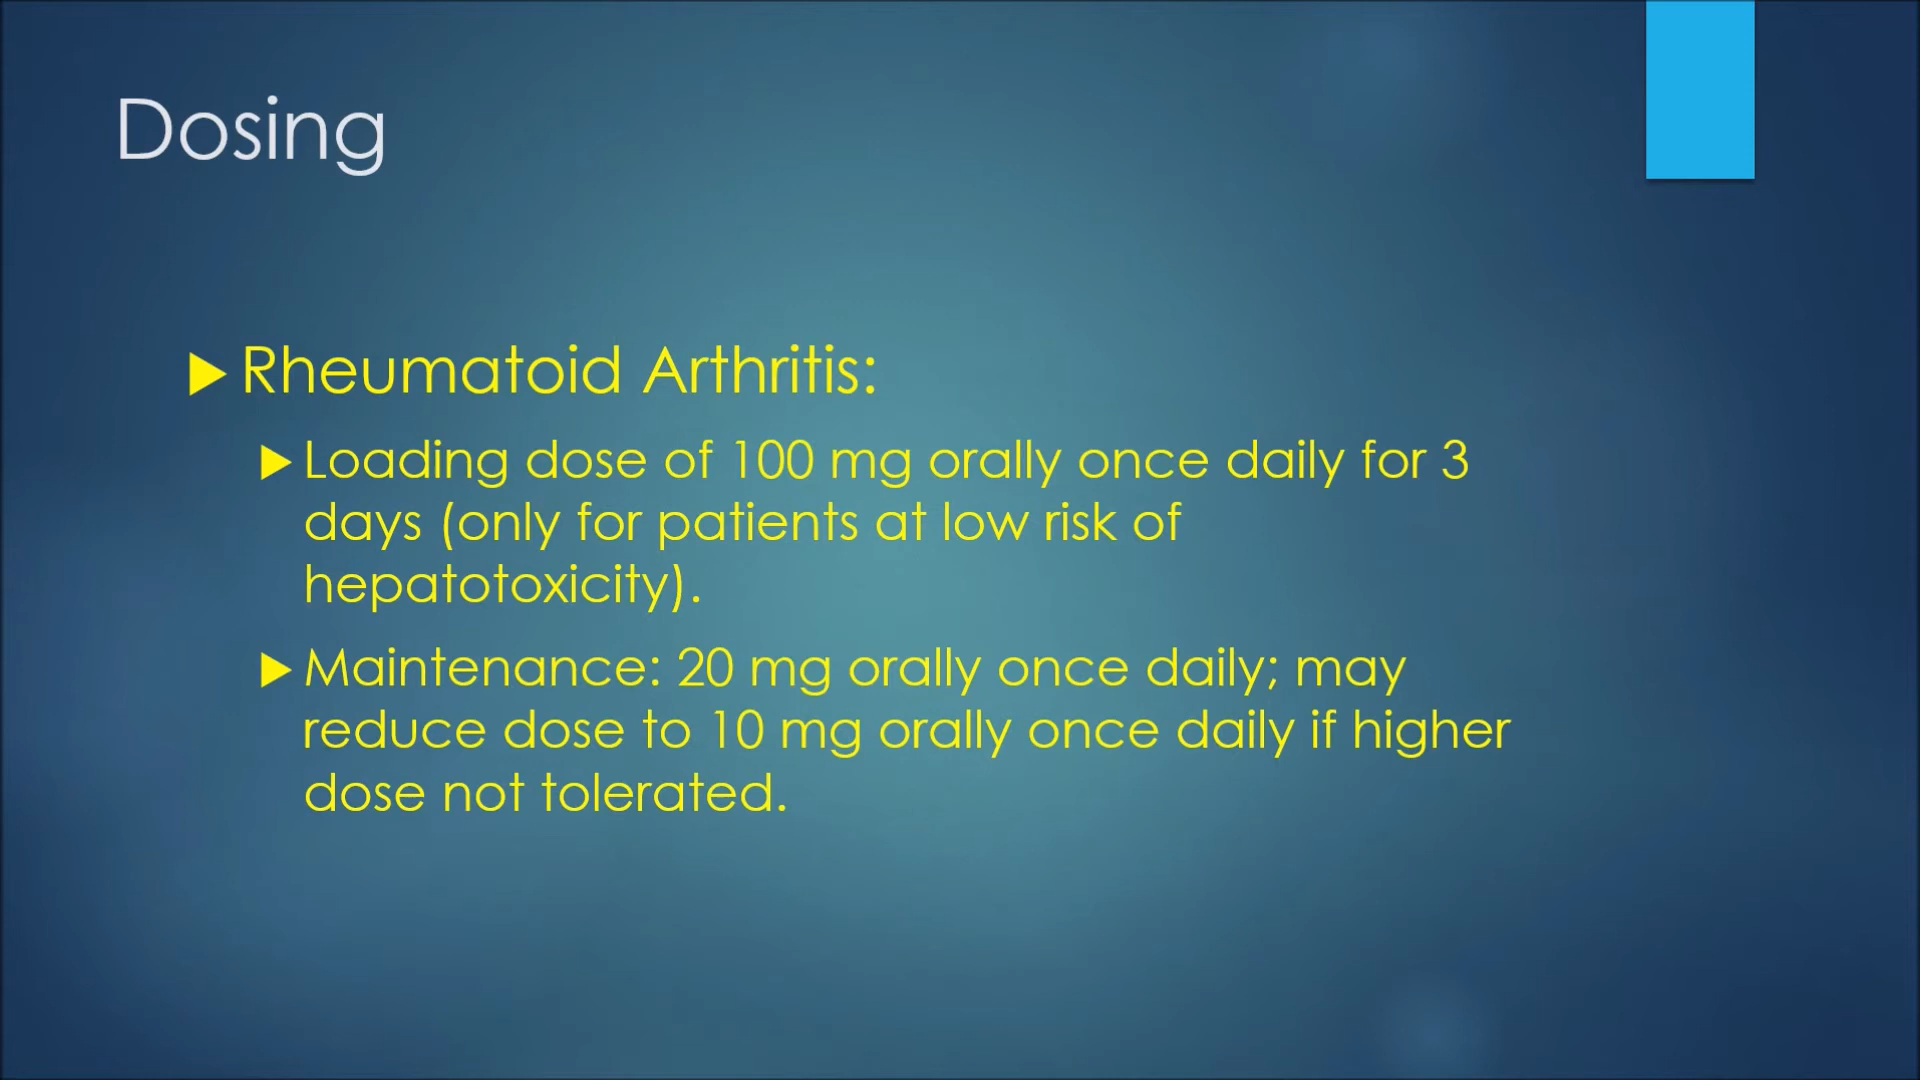 Dosing
Rheumatoid Arthritis:
Loading dose of 100 mg orally once daily for 3
days (only for patients at low risk of
hepatotoxicity).
Maintenance: 20 mg orally once daily; may
reduce dose to 10 mg orally once daily if higher
dose not tolerated.